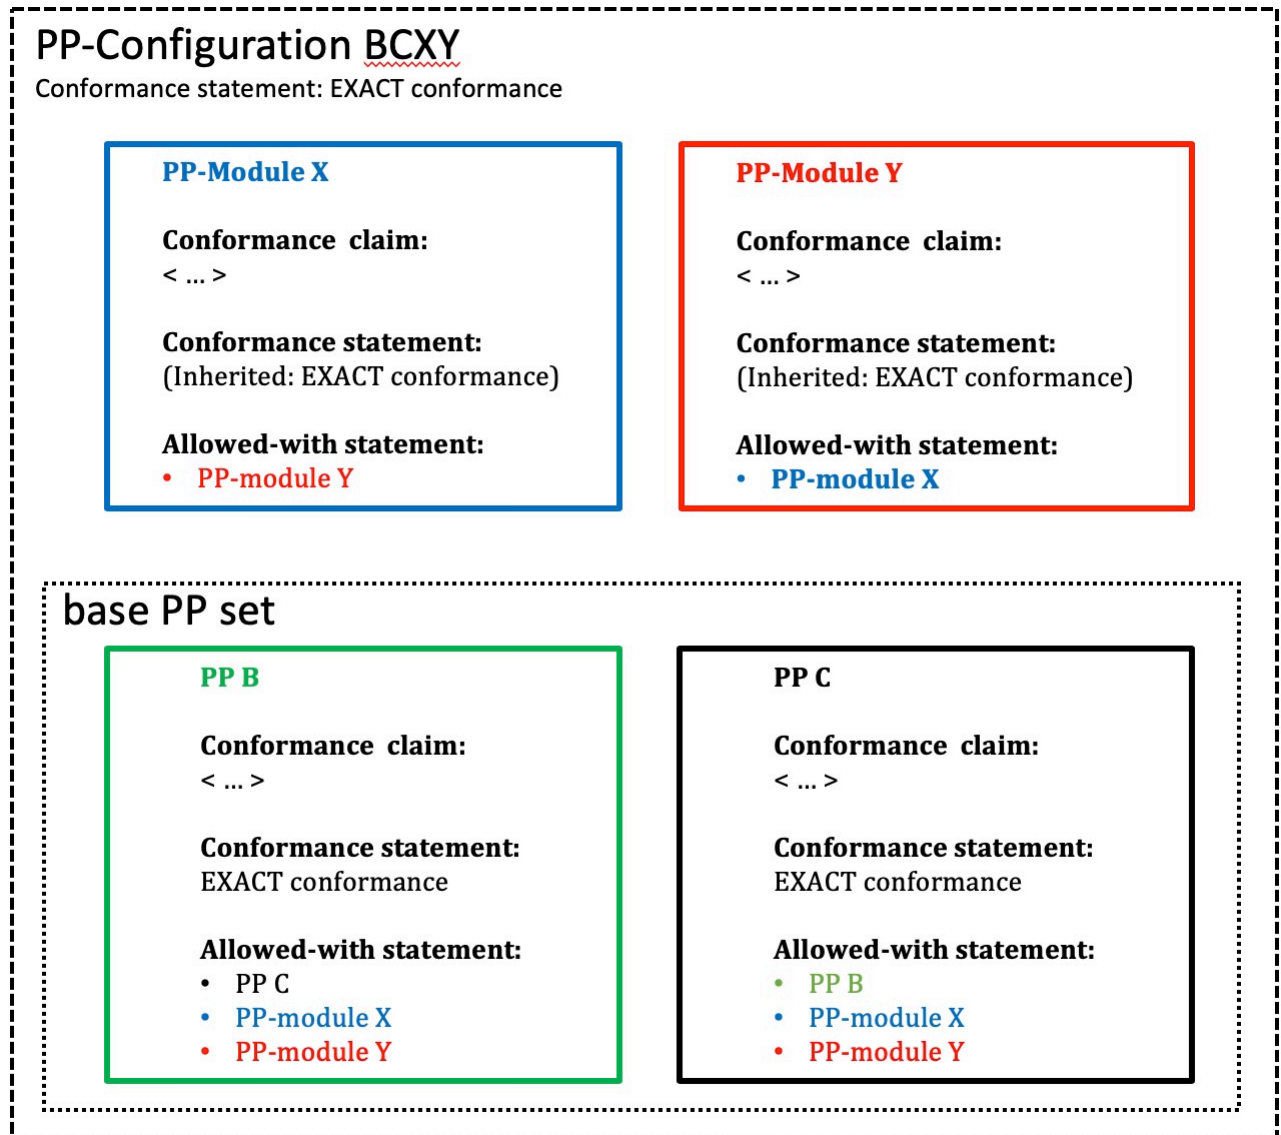 PP-Configuration BCXY
Conformance statement: EXACT conformance
PP-Module X
Conformance claim:
< ... >
Conformance statement:
(Inherited: EXACT conformance)
Allowed-with statement:
• PP-module Y
PP-Module Y
Conformance claim:
< ... >
Conformance statement:
(Inherited: EXACT conformance)
Allowed-with statement:
• PP-module X
base PP set
PP B
Conformance claim:
< ... >
Conformance statement:
EXACT conformance
Allowed-with statement:
• PP C
• PP-module X
• PP-module Y
PP C
Conformance claim:
< ... >
Conformance statement:
EXACT conformance
Allowed-with statement:
• PP B
• PP-module X
• PP-module Y